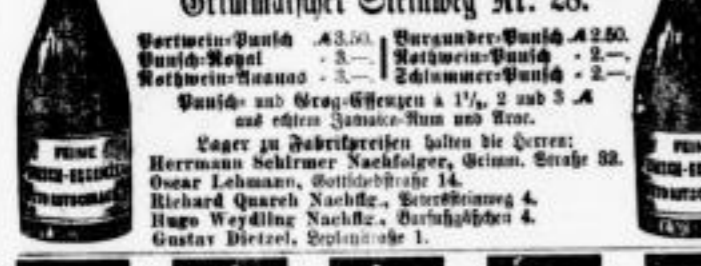 Grimmaischer Steinweg Nr. 28.
Portwein-Punsch ℳ 3.50.
Punsch-Royal - 3.—.
Rothwein-Ananas - 3.—.
Burgunder-Punsch ℳ 2.50.
Rothwein-Punsch - 2.—.
Schlummer-Punsch - 2.—.
Punsch- und Grog-Essenzen à 1½, 2 und 3 ℳ
aus echtem Jamaica-Rum und Arac.
Lager zu Fabrikpreisen halten die Herren:
Herrmann Schirmer Nachfolger, Grimm. Straße 32.
Oscar Lehmann, Gottschedstraße 14.
Richard Quarch Nachflg., Peterssteinweg 4.
Hugo Weydling Nachflg., Barfußgäßchen 4.
Gustav Dietzel, 1.
FEINE